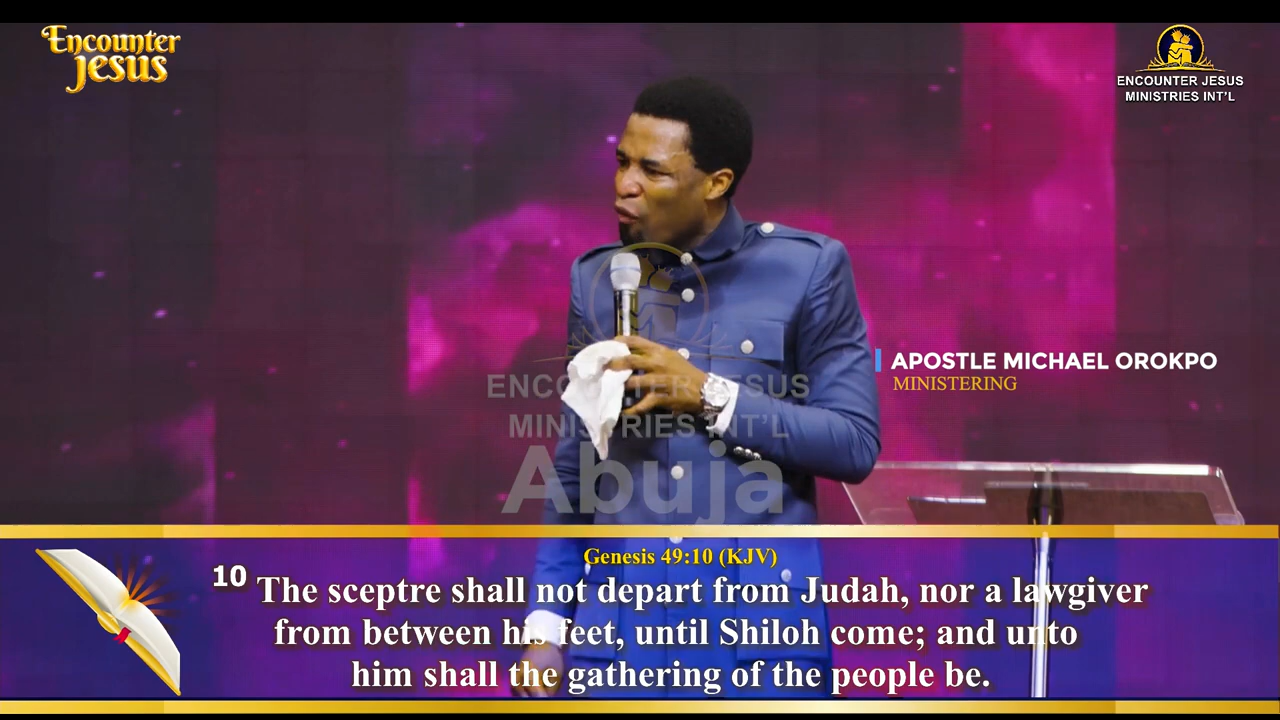 Encounter
Jesus
ENCOUNTER JESUS
MINISTRIES INT'L
APOSTLE MICHAEL OROKPO
MINISTERING
ENCOUNTER JESUS
MINISTRIES INT'L
Abuja
Genesis 49:10 (KJV)
10 The sceptre shall not depart from Judah, nor a lawgiver
from between his feet, until Shiloh come; and unto
him shall the gathering of the people be.